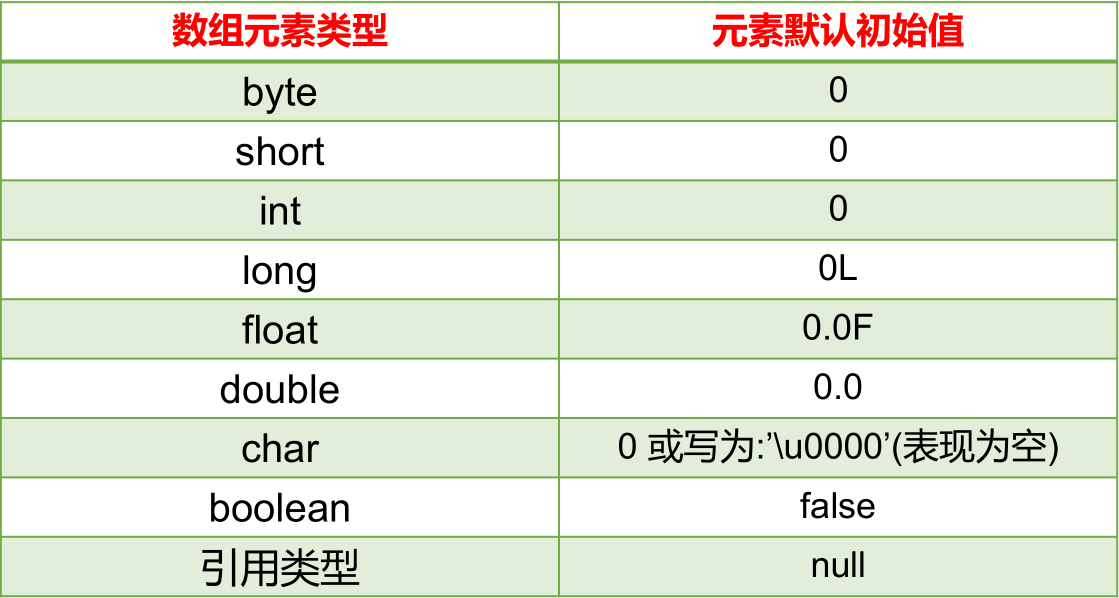 数组元素类型 元素默认初始值
byte 0
short 0
int 0
long 0L
float 0.0F
double 0.0
char 0 或写为:’\u0000’(表现为空)
boolean false
引用类型 null